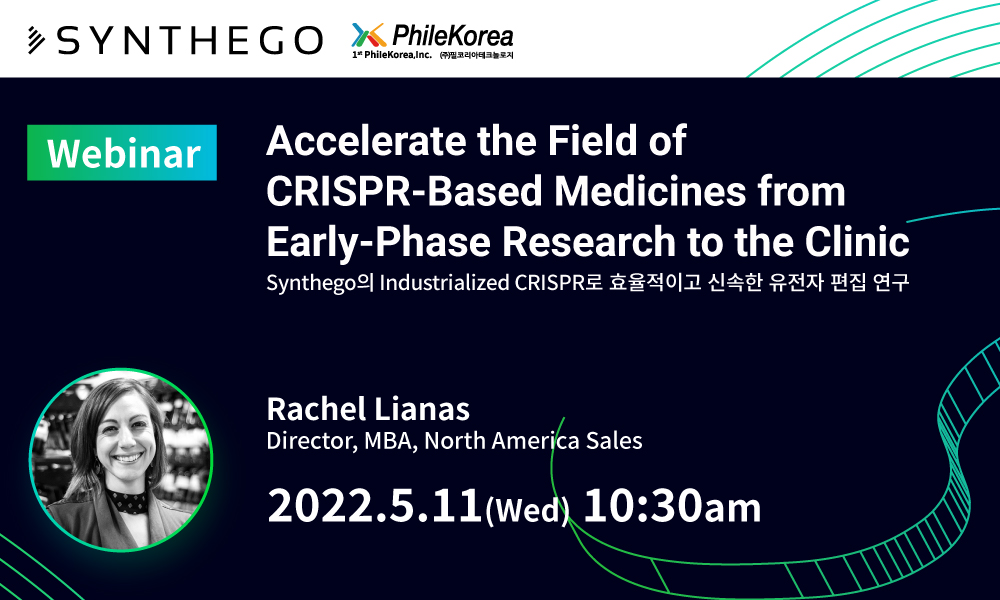 SYNTHEGO
PhileKorea
1st PhileKorea,Inc. (주)필코리아테크놀로지
Webinar
Accelerate the Field of
CRISPR-Based Medicines from
Early-Phase Research to the Clinic
Synthego의 Industrialized CRISPR로 효율적이고 신속한 유전자 편집 연구
Rachel Lianas
Director, MBA, North America Sales
2022.5.11(Wed) 10:30am